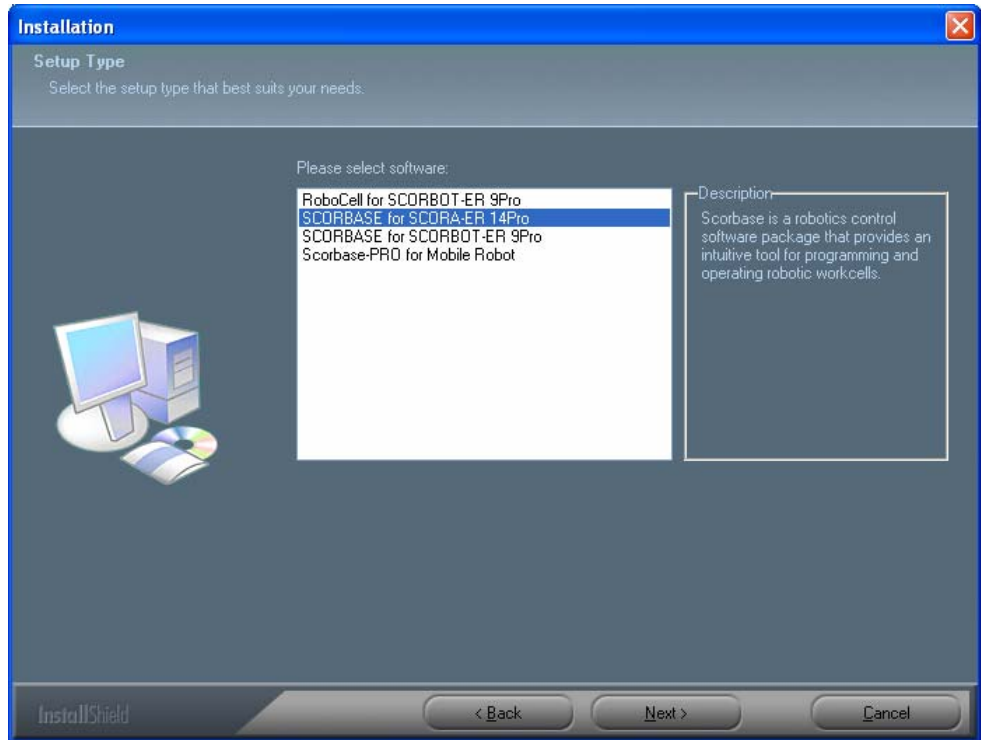 Installation
Setup Type
Select the setup type that best suits your needs.
Please select software:
RoboCell for SCORBOT-ER 9Pro
SCORBASE for SCORA-ER 14Pro
SCORBASE for SCORBOT-ER 9Pro
Scorbase-PRO for Mobile Robot
Description
Scorbase is a robotics control
software package that provides an
intuitive tool for programming and
operating robotic workcells.
InstallShield
< Back
Next >
Cancel